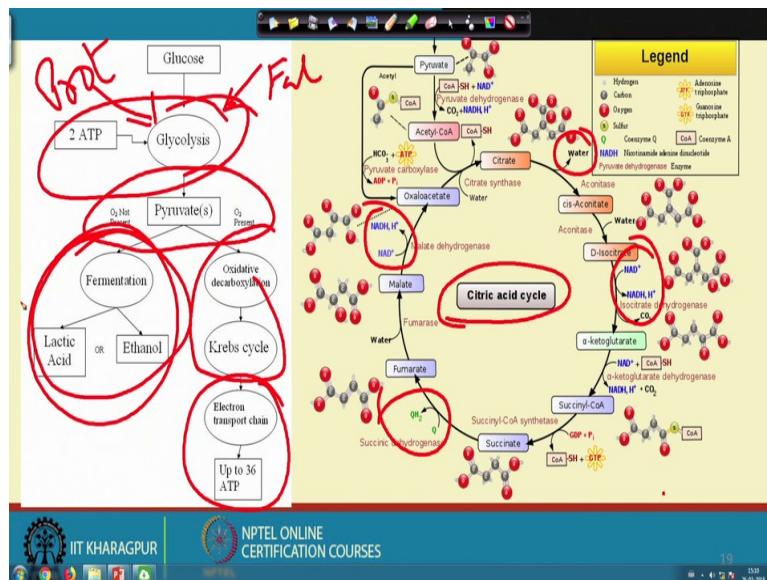 Prot
Fat
Glucose
2 ATP
Glycolysis
O₂ Not
Present
Pyruvate(s)
O₂
Present
Fermentation
Oxidative
decarboxylation
Lactic
Acid
OR
Ethanol
Krebs cycle
Electron
transport chain
Up to 36
ATP
Pyruvate
Acetyl
CoA-SH + NAD⁺
Pyruvate dehydrogenase
CO₂+NADH, H⁺
S CoA
Acetyl-CoA
CoA-SH
HCO₃⁻ + ATP
Pyruvate carboxylase
ADP + Pᵢ
Citrate
Citrate synthase
Water
Water
Oxaloacetate
Aconitase
cis-Aconitate
Water
Aconitase
D-Isocitrate
NADH, H⁺
NAD⁺
Malate dehydrogenase
NAD⁺
NADH, H⁺
Isocitrate dehydrogenase
CO₂
Malate
Citric acid cycle
Water
Fumarase
α-ketoglutarate
NAD⁺ + CoA-SH
α-ketoglutarate dehydrogenase
NADH, H⁺ + CO₂
Fumarate
QH₂
Q
Succinic dehydrogenase
Succinyl-CoA synthetase
Succinyl-CoA
GDP + Pᵢ
CoA-SH + GTP
Succinate
S CoA
Legend
Hydrogen
Carbon
Oxygen
Sulfur
Q Coenzyme Q
ATP Adenosine
triphosphate
GTP Guanosine
triphosphate
CoA Coenzyme A
NADH Nicotinamide adenine dinucleotide
Pyruvate dehydrogenase Enzyme
IIT KHARAGPUR
NPTEL ONLINE
CERTIFICATION COURSES
19
15:10